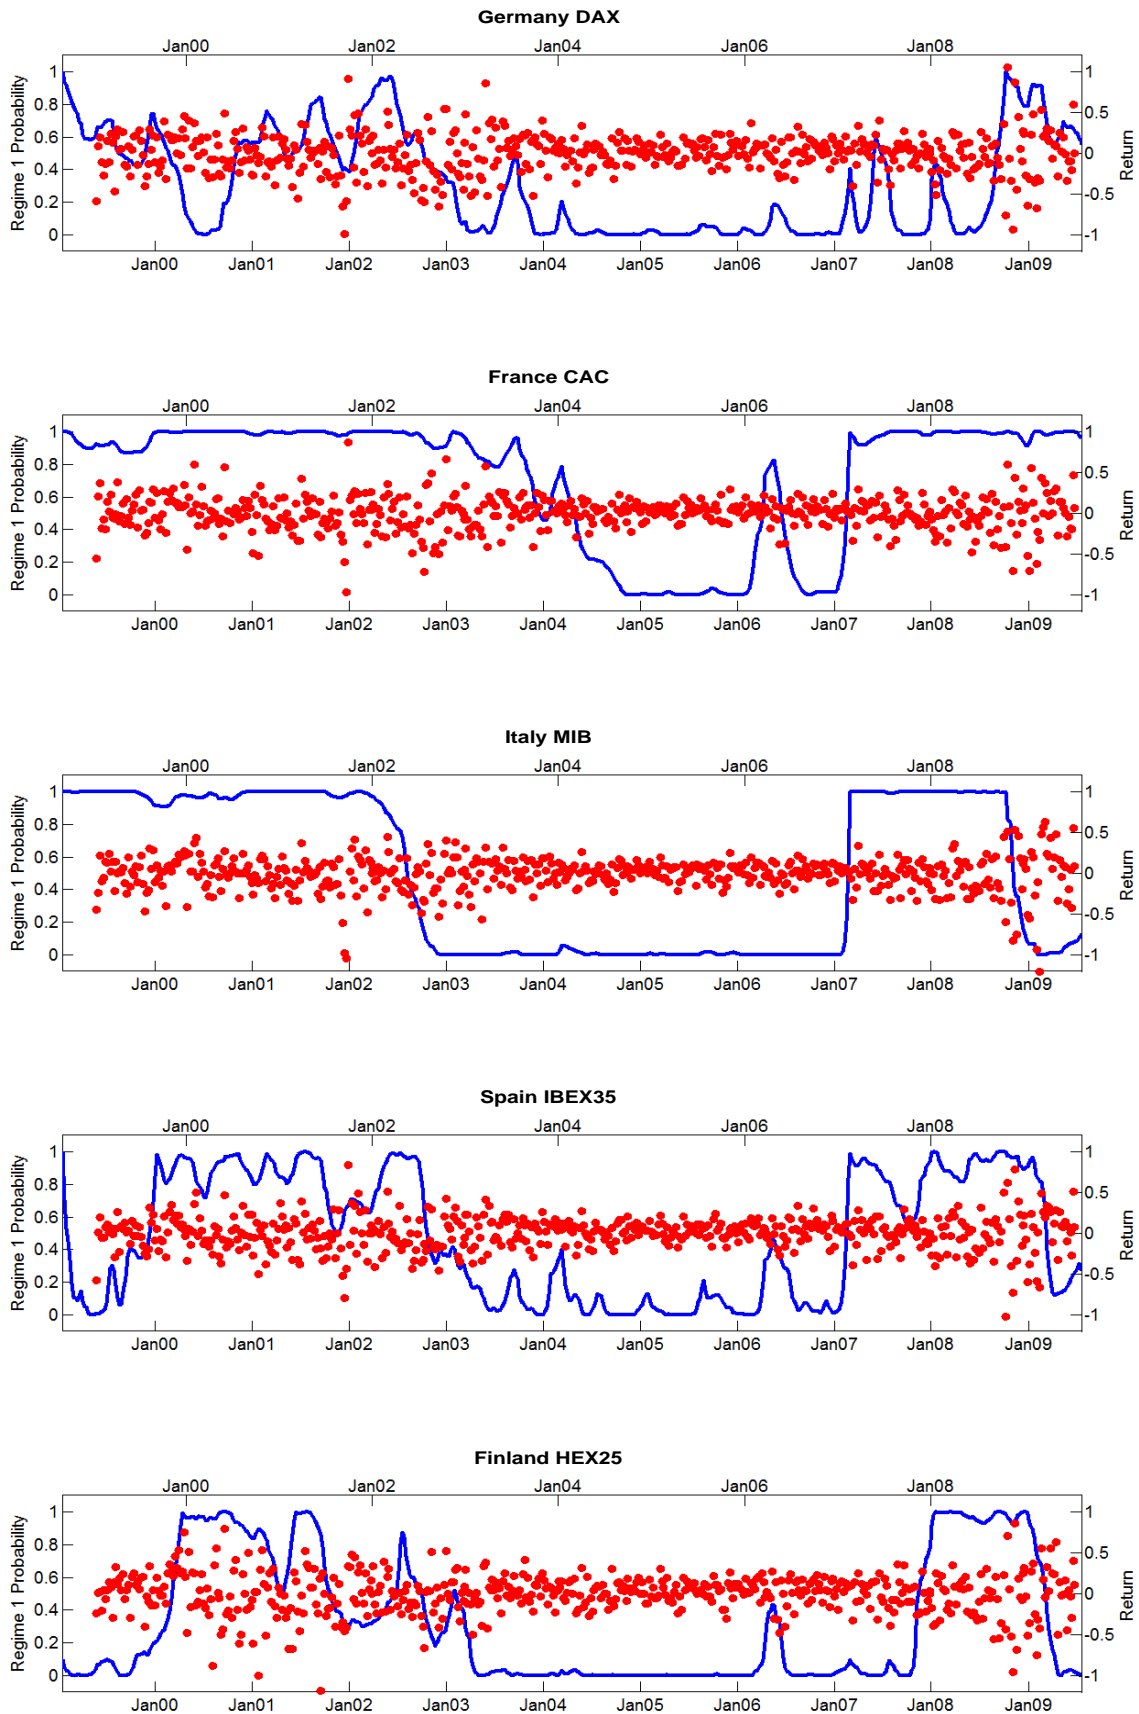 Germany DAX
Jan00 Jan02 Jan04 Jan06 Jan08
Regime 1 Probability
1
0.8
0.6
0.4
0.2
0
1
0.5
0
-0.5
-1
Return
Jan00 Jan01 Jan02 Jan03 Jan04 Jan05 Jan06 Jan07 Jan08 Jan09
France CAC
Jan00 Jan02 Jan04 Jan06 Jan08
Regime 1 Probability
1
0.8
0.6
0.4
0.2
0
1
0.5
0
-0.5
-1
Return
Jan00 Jan01 Jan02 Jan03 Jan04 Jan05 Jan06 Jan07 Jan08 Jan09
Italy MIB
Jan00 Jan02 Jan04 Jan06 Jan08
Regime 1 Probability
1
0.8
0.6
0.4
0.2
0
1
0.5
0
-0.5
-1
Return
Jan00 Jan01 Jan02 Jan03 Jan04 Jan05 Jan06 Jan07 Jan08 Jan09
Spain IBEX35
Jan00 Jan02 Jan04 Jan06 Jan08
Regime 1 Probability
1
0.8
0.6
0.4
0.2
0
1
0.5
0
-0.5
-1
Return
Jan00 Jan01 Jan02 Jan03 Jan04 Jan05 Jan06 Jan07 Jan08 Jan09
Finland HEX25
Jan00 Jan02 Jan04 Jan06 Jan08
Regime 1 Probability
1
0.8
0.6
0.4
0.2
0
1
0.5
0
-0.5
-1
Return
Jan00 Jan01 Jan02 Jan03 Jan04 Jan05 Jan06 Jan07 Jan08 Jan09